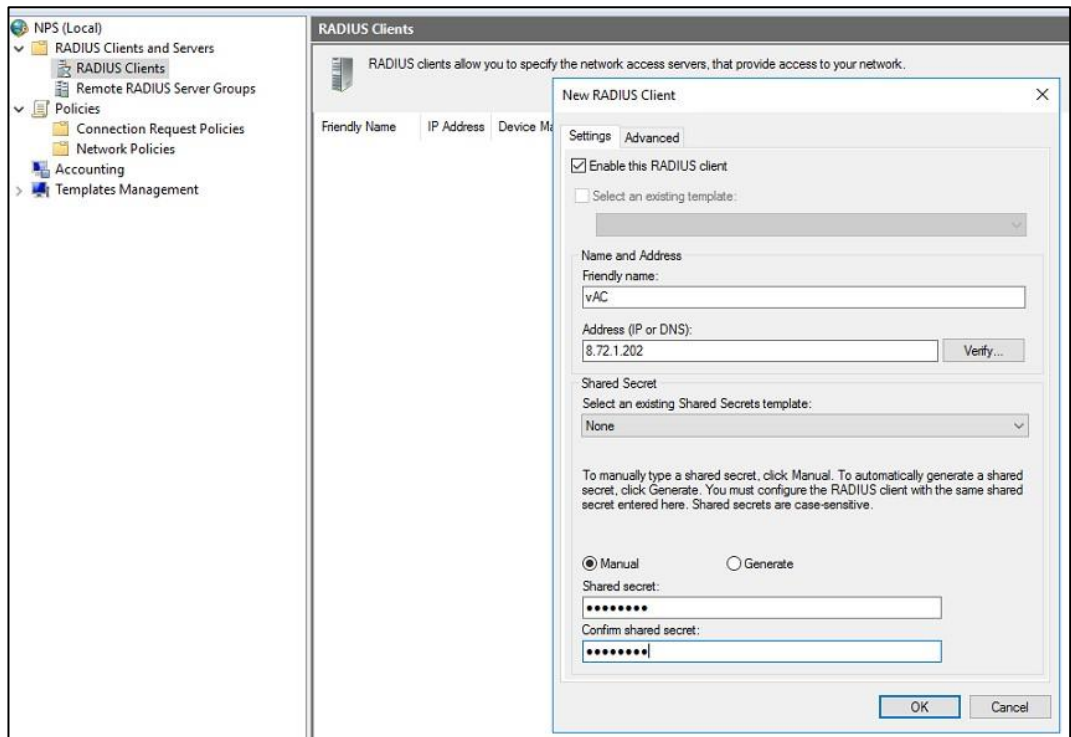 NPS (Local)
RADIUS Clients and Servers
RADIUS Clients
Remote RADIUS Server Groups
Policies
Connection Request Policies
Network Policies
Accounting
Templates Management
RADIUS Clients
RADIUS clients allow you to specify the network access servers, that provide access to your network.
Friendly Name IP Address Device Ma
New RADIUS Client
Settings Advanced
Enable this RADIUS client
Select an existing template:
Name and Address
Friendly name:
vAC
Address (IP or DNS):
8.72.1.202 Verify...
Shared Secret
Select an existing Shared Secrets template:
None
To manually type a shared secret, click Manual. To automatically generate a shared
secret, click Generate. You must configure the RADIUS client with the same shared
secret entered here. Shared secrets are case-sensitive.
Manual Generate
Shared secret:
●●●●●●●●
Confirm shared secret:
●●●●●●●●
OK Cancel